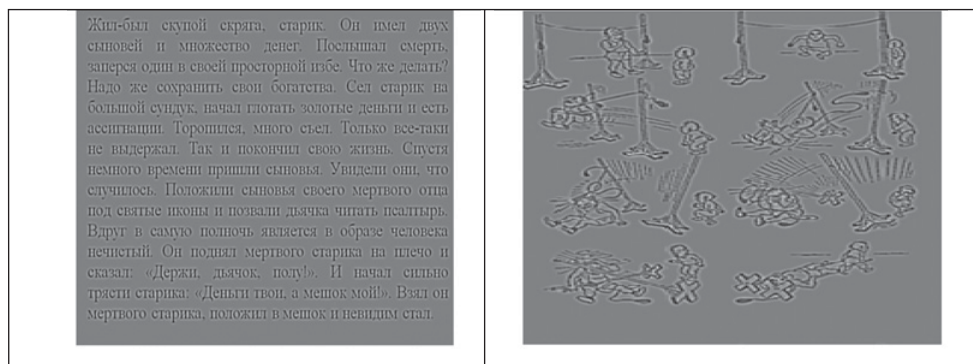 Жил-был скупой скряга, старик. Он имел двух
сыновей и множество денег. Послышал смерть,
заперся один в своей просторной избе. Что же делать?
Надо же сохранить свои богатства. Сел старик на
большой сундук, начал глотать золотые деньги и есть
ассигнации. Торопился, много съел. Только все-таки
не выдержал. Так и покончил свою жизнь. Спустя
немного времени пришли сыновья. Увидели они, что
случилось. Положили сыновья своего мертвого отца
под святые иконы и позвали дьячка читать псалтырь.
Вдруг в самую полночь является в образе человека
нечистый. Он поднял мертвого старика на плечо и
сказал: «Держи, дьячок, полу!». И начал сильно
трясти старика: «Деньги твои, а мешок мой!». Взял он
мертвого старика, положил в мешок и невидим стал.